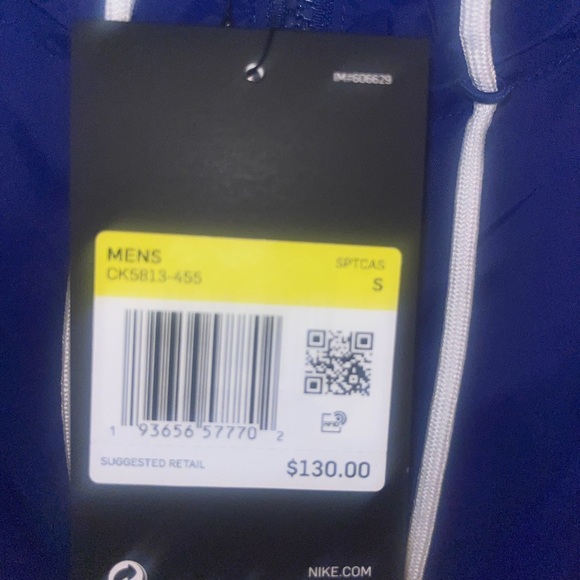 IM#606629
MENS
SPTCAS
CK5813-455
S
1 93656 57770 2
SUGGESTED RETAIL
$130.00
NIKE.COM